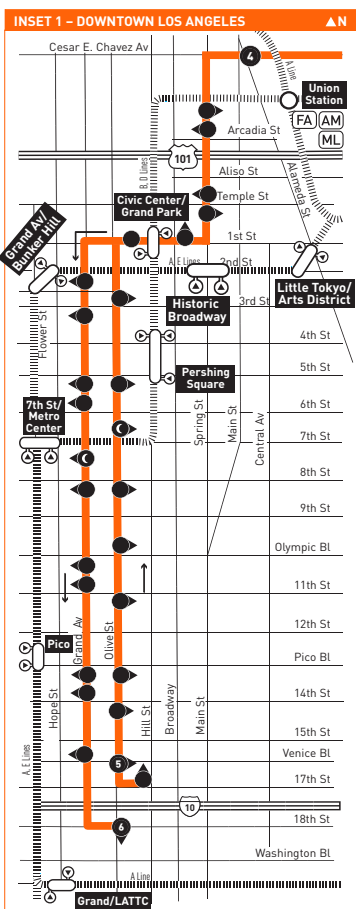 INSET 1 – DOWNTOWN LOS ANGELES
▲N
Cesar E. Chavez Av
4
A Line
Union
Station
FA AM
ML
Arcadia St
101
B, D Lines
Aliso St
Alameda St
Temple St
Civic Center/
Grand Park
Grand Av/
Bunker Hill
1st St
A, E Lines
2nd St
Little Tokyo/
Arts District
Historic
Broadway
3rd St
Flower St
4th St
5th St
Pershing
Square
7th St/
Metro
Center
6th St
Spring St
Main St
Central Av
7th St
8th St
9th St
Olympic Bl
11th St
12th St
Grand Av
Olive St
Pico
Pico Bl
Hope St
Hill St
Broadway
Main St
14th St
15th St
A, E Lines
Venice Bl
5
17th St
10
18th St
6
Washington Bl
A Line
Grand/LATTC